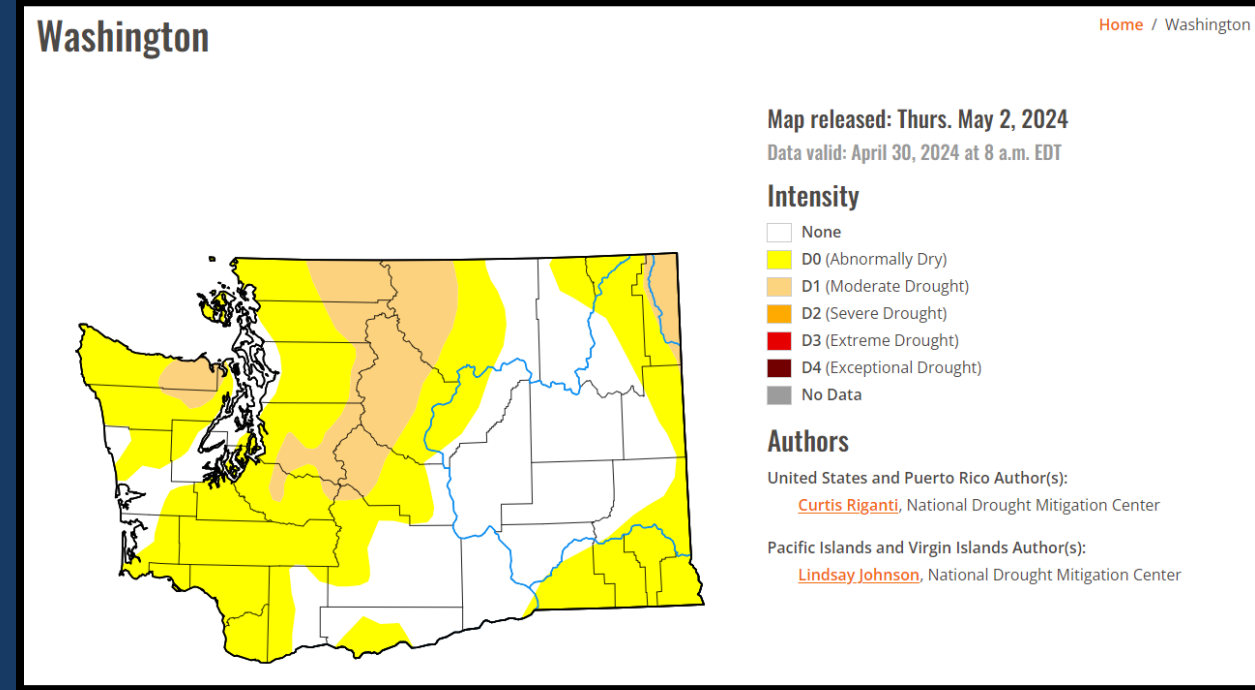 Washington
Home / Washington
Map released: Thurs. May 2, 2024
Data valid: April 30, 2024 at 8 a.m. EDT
Intensity
None
D0 (Abnormally Dry)
D1 (Moderate Drought)
D2 (Severe Drought)
D3 (Extreme Drought)
D4 (Exceptional Drought)
No Data
Authors
United States and Puerto Rico Author(s):
Curtis Riganti, National Drought Mitigation Center
Pacific Islands and Virgin Islands Author(s):
Lindsay Johnson, National Drought Mitigation Center